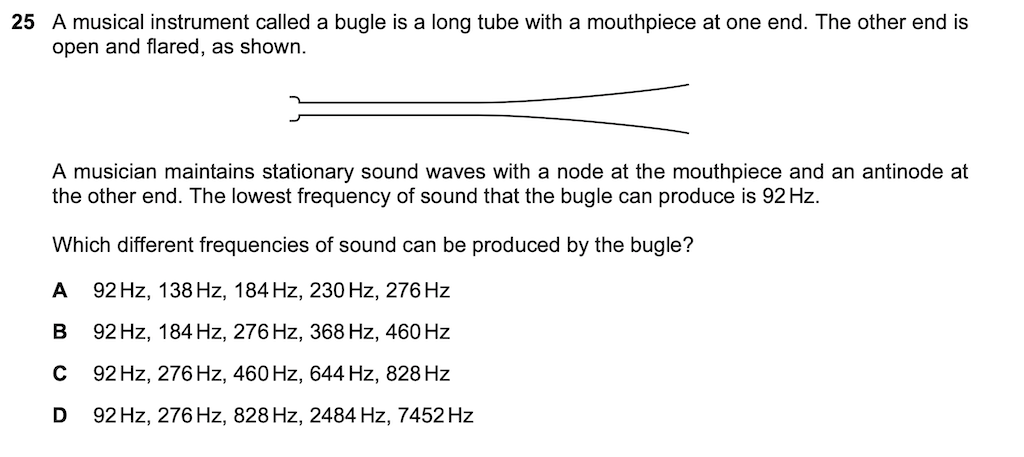 25 A musical instrument called a bugle is a long tube with a mouthpiece at one end. The other end is
open and flared, as shown.
A musician maintains stationary sound waves with a node at the mouthpiece and an antinode at
the other end. The lowest frequency of sound that the bugle can produce is 92 Hz.
Which different frequencies of sound can be produced by the bugle?
A 92 Hz, 138 Hz, 184 Hz, 230 Hz, 276 Hz
B 92 Hz, 184 Hz, 276 Hz, 368 Hz, 460 Hz
C 92 Hz, 276 Hz, 460 Hz, 644 Hz, 828 Hz
D 92 Hz, 276 Hz, 828 Hz, 2484 Hz, 7452 Hz